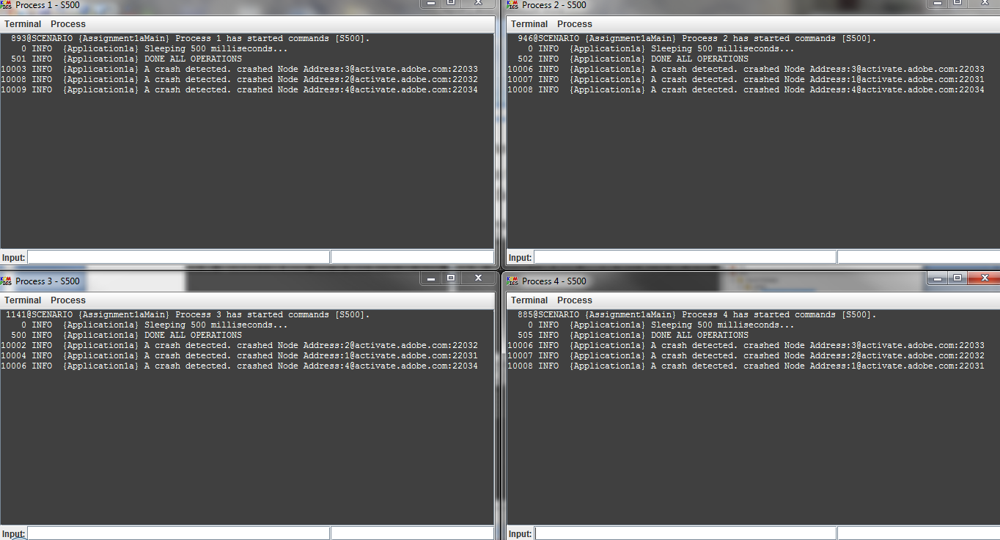 Process 1 - S500
Terminal Process
893@SCENARIO {Assignment1aMain} Process 1 has started commands [S500].
0 INFO {Application1a} Sleeping 500 milliseconds...
501 INFO {Application1a} DONE ALL OPERATIONS
10003 INFO {Application1a} A crash detected. crashed Node Address:3@activate.adobe.com:22033
10008 INFO {Application1a} A crash detected. crashed Node Address:2@activate.adobe.com:22032
10009 INFO {Application1a} A crash detected. crashed Node Address:4@activate.adobe.com:22034
Input:
Process 2 - S500
Terminal Process
946@SCENARIO {Assignment1aMain} Process 2 has started commands [S500].
0 INFO {Application1a} Sleeping 500 milliseconds...
502 INFO {Application1a} DONE ALL OPERATIONS
10006 INFO {Application1a} A crash detected. crashed Node Address:3@activate.adobe.com:22033
10007 INFO {Application1a} A crash detected. crashed Node Address:1@activate.adobe.com:22031
10008 INFO {Application1a} A crash detected. crashed Node Address:4@activate.adobe.com:22034
Input:
Process 3 - S500
Terminal Process
1141@SCENARIO {Assignment1aMain} Process 3 has started commands [S500].
0 INFO {Application1a} Sleeping 500 milliseconds...
500 INFO {Application1a} DONE ALL OPERATIONS
10002 INFO {Application1a} A crash detected. crashed Node Address:2@activate.adobe.com:22032
10004 INFO {Application1a} A crash detected. crashed Node Address:1@activate.adobe.com:22031
10006 INFO {Application1a} A crash detected. crashed Node Address:4@activate.adobe.com:22034
Input:
Process 4 - S500
Terminal Process
885@SCENARIO {Assignment1aMain} Process 4 has started commands [S500].
0 INFO {Application1a} Sleeping 500 milliseconds...
505 INFO {Application1a} DONE ALL OPERATIONS
10006 INFO {Application1a} A crash detected. crashed Node Address:3@activate.adobe.com:22033
10007 INFO {Application1a} A crash detected. crashed Node Address:2@activate.adobe.com:22032
10008 INFO {Application1a} A crash detected. crashed Node Address:1@activate.adobe.com:22031
Input: